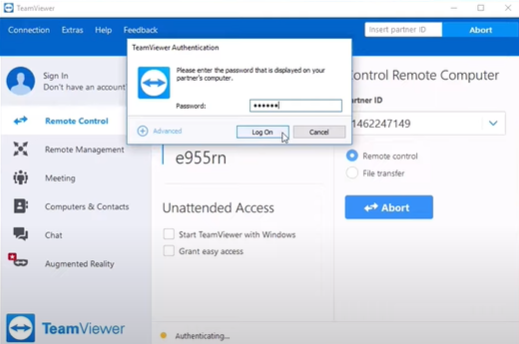 TeamViewer
Connection Extras Help Feedback
Insert partner ID
Abort
TeamViewer Authentication
Please enter the password that is displayed on your
partner's computer.
Password:
Advanced
Log On
Cancel
Sign In
Don't have an account
Remote Control
Remote Management
Meeting
Computers & Contacts
Chat
Augmented Reality
TeamViewer
e955rn
Unattended Access
Start TeamViewer with Windows
Grant easy access
Authenticating...
Control Remote Computer
Partner ID
1462247149
Remote control
File transfer
Abort